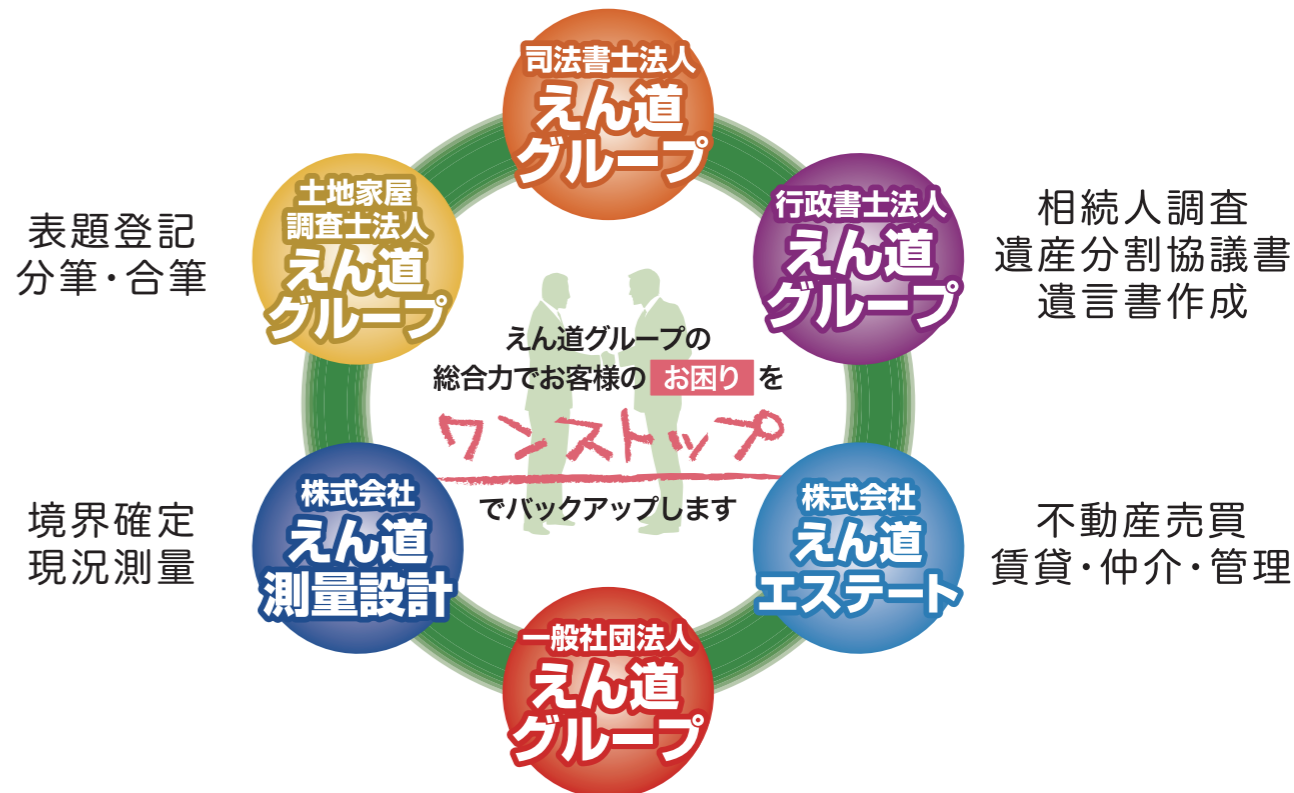 司法書士法人
えん道
グループ
土地家屋
調査士法人
えん道
グループ
表題登記
分筆・合筆
行政書士法人
えん道
グループ
相続人調査
遺産分割協議書
遺言書作成
えん道グループの
総合力でお客様の お困り を
ワンストップ
でバックアップします
株式会社
えん道
測量設計
境界確定
現況測量
株式会社
えん道
エステート
不動産売買
賃貸・仲介・管理
一般社団法人
えん道
グループ